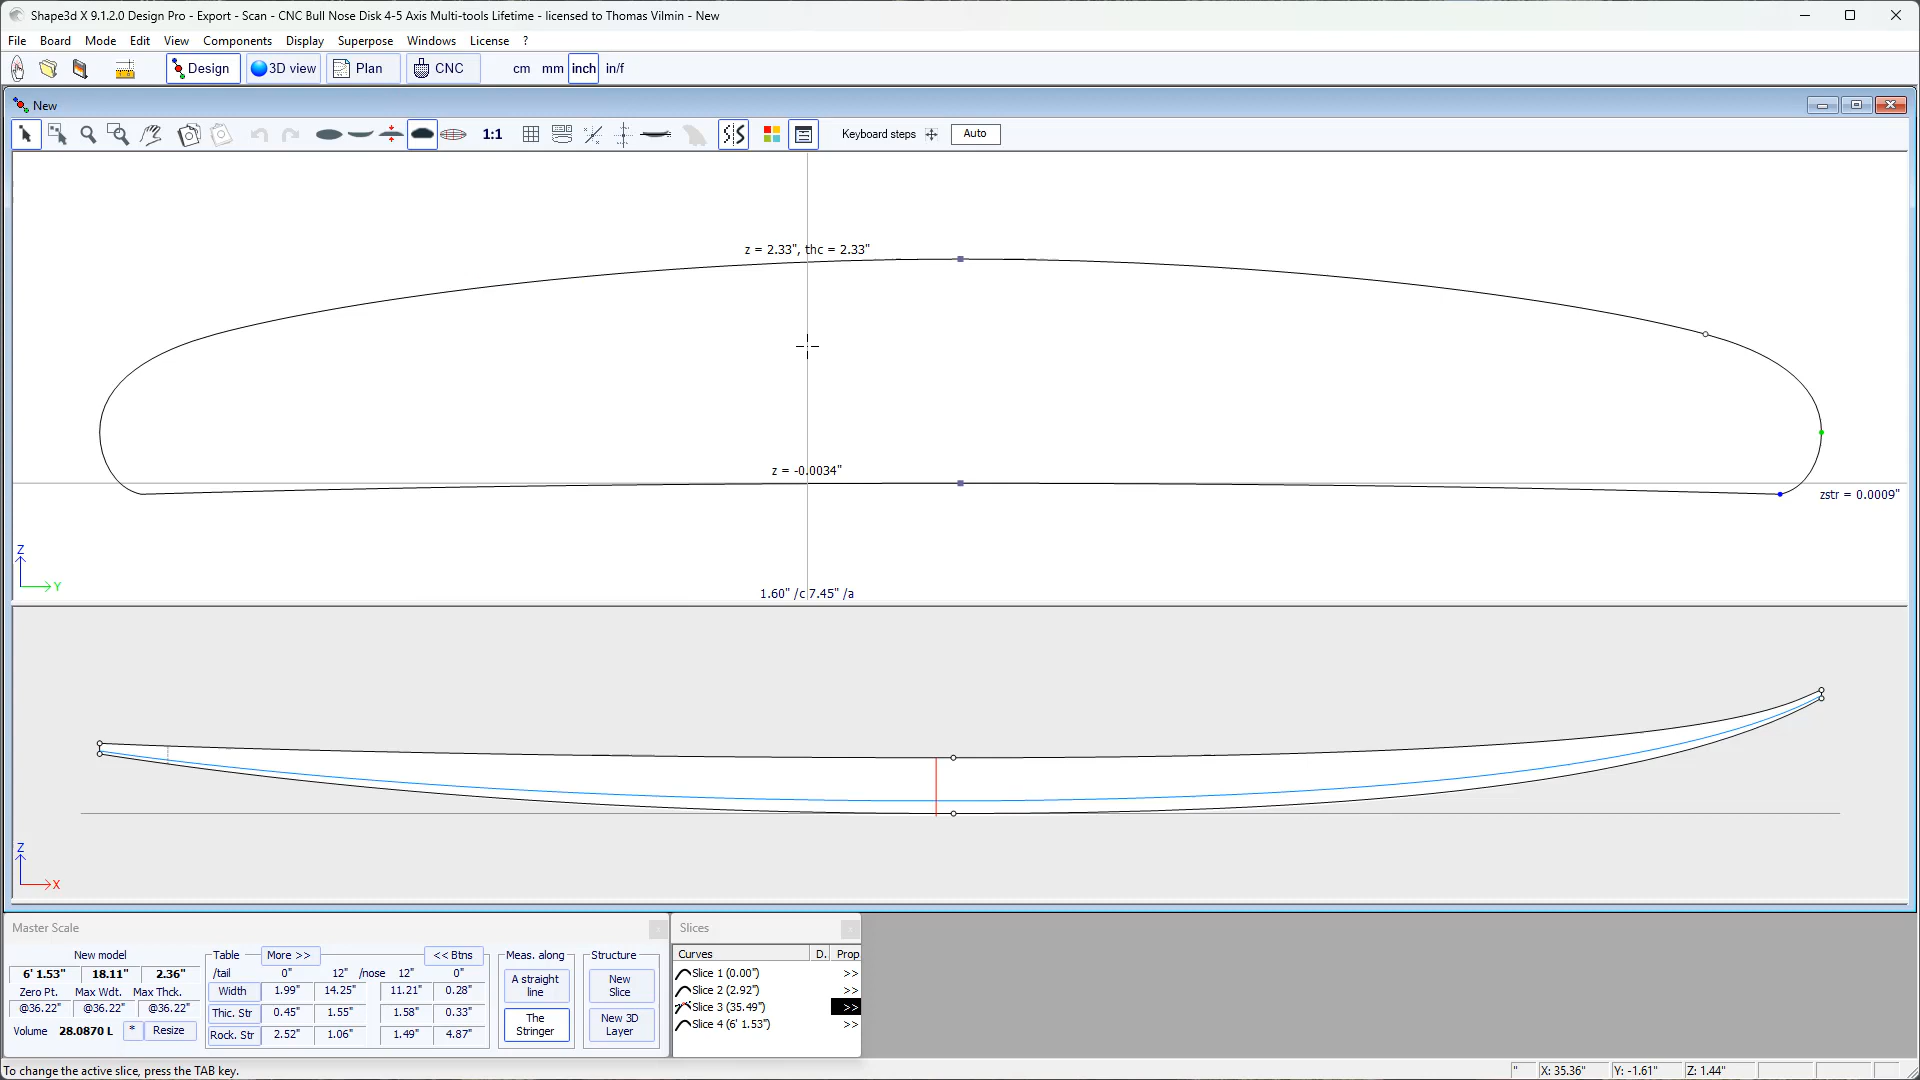 Shape3d X 9.1.2.0 Design Pro - Export - Scan - CNC Bull Nose Disk 4-5 Axis Multi-tools Lifetime - licensed to Thomas Vilmin - New
File Board Mode Edit View Components Display Superpose Windows License ?
Design 3D view Plan CNC cm mm inch in/f
New
1:1 Keyboard steps Auto
z = 2.33", thc = 2.33"
z = -0.0034"
zstr = 0.0009"
Z
Y
1.60" /c 7.45" /a
Z
X
Master Scale
New model
6' 1.53" 18.11" 2.36"
Zero Pt. Max Wdt. Max Thck.
@36.22" @36.22" @36.22"
Volume 28.0870 L * Resize
Table More >> << Btns
/tail 0" 12" /nose 12" 0"
Width 1.99" 14.25" 11.21" 0.28"
Thic. Str 0.45" 1.55" 1.58" 0.33"
Rock. Str 2.52" 1.06" 1.49" 4.87"
Meas. along
A straight
line
The
Stringer
Structure
New
Slice
New 3D
Layer
Slices
Curves D. Prop
Slice 1 (0.00") >>
Slice 2 (2.92") >>
Slice 3 (35.49") >>
Slice 4 (6' 1.53") >>
To change the active slice, press the TAB key.
" X: 35.36" Y: -1.61" Z: 1.44"